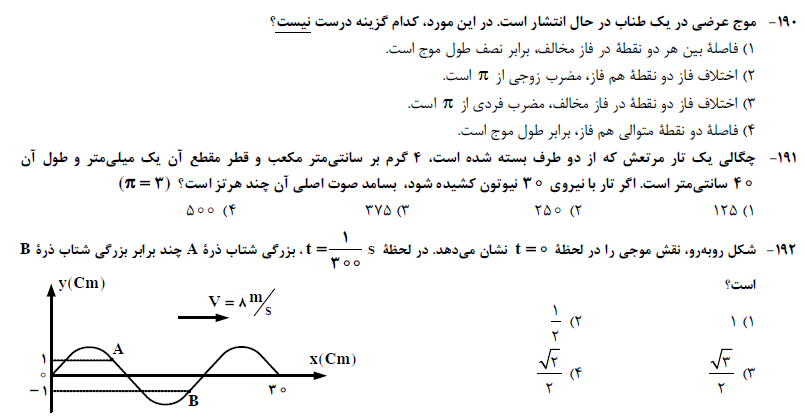 ۱۹۰- موج عرضی در یک طناب در حال انتشار است. در این مورد، کدام گزینه درست نیست؟
۱) فاصلهٔ بین هر دو نقطهٔ در فاز مخالف، برابر نصف طول موج است.
۲) اختلاف فاز دو نقطهٔ هم فاز، مضرب زوجی از π است.
۳) اختلاف فاز دو نقطهٔ در فاز مخالف، مضرب فردی از π است.
۴) فاصلهٔ دو نقطهٔ متوالی هم فاز، برابر طول موج است.
۱۹۱- چگالی یک تار مرتعش که از دو طرف بسته شده است، ۴ گرم بر سانتی‌متر مکعب و قطر مقطع آن یک میلی‌متر و طول آن
۴۰ سانتی‌متر است. اگر تار با نیروی ۳۰ نیوتون کشیده شود، بسامد صوت اصلی آن چند هرتز است؟ (π = ۳)
۱) ۱۲۵ ۲) ۲۵۰ ۳) ۳۷۵ ۴) ۵۰۰
۱۹۲- شکل روبه‌رو، نقش موجی را در لحظهٔ t = ۰ نشان می‌دهد. در لحظهٔ t = ۱/۳۰۰ s، بزرگی شتاب ذرهٔ A چند برابر بزرگی شتاب ذرهٔ B
است؟
۱) ۱ ۲) ۱/۲
۳) √۳/۲ ۴) √۲/۲
y(Cm)
V = ۸ m/s
۱
A
x(Cm)
۰
۳۰
−۱
B